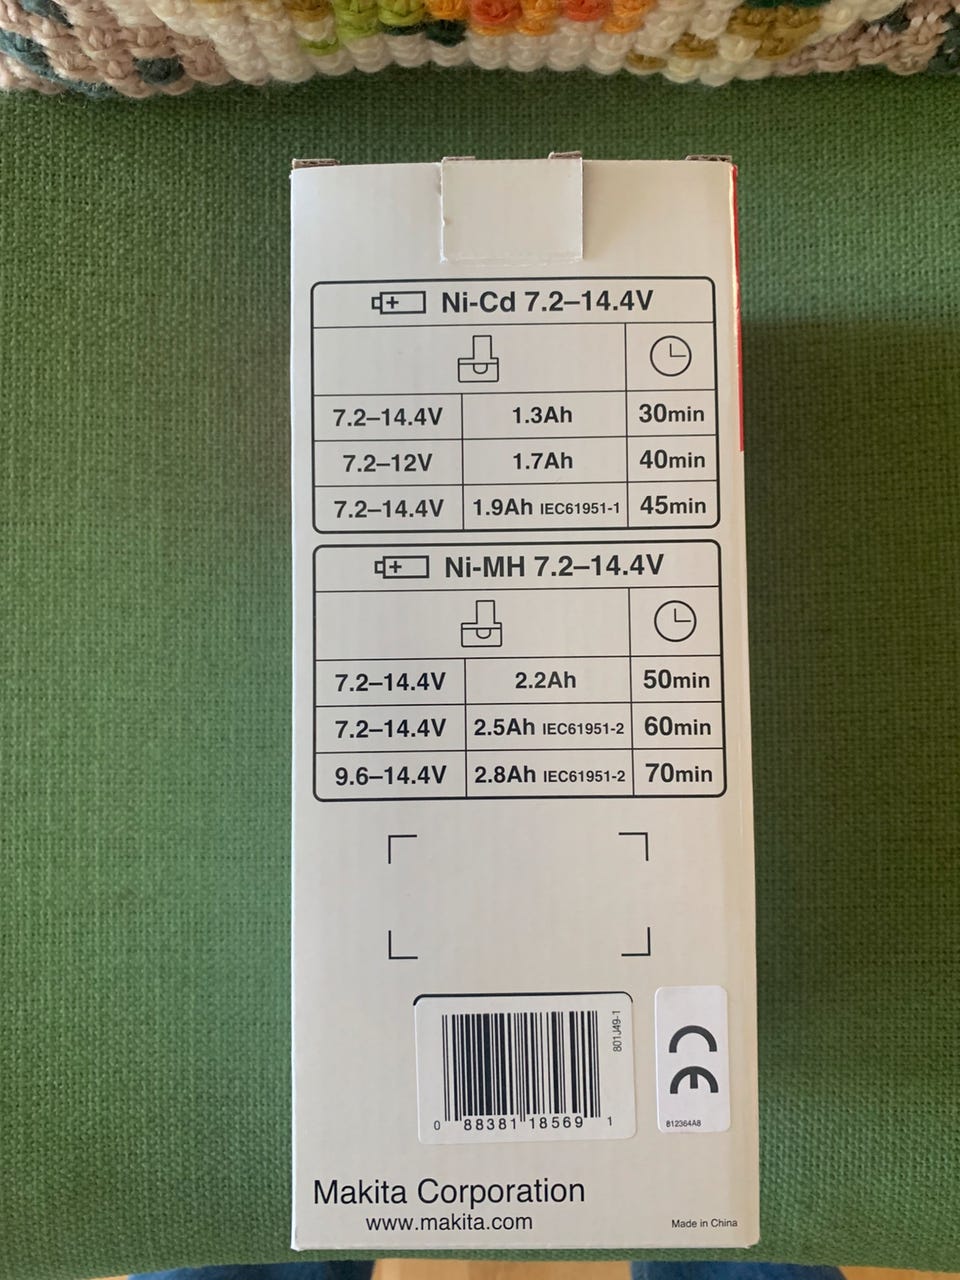 Ni-Cd 7.2–14.4V
7.2–14.4V 1.3Ah 30min
7.2–12V 1.7Ah 40min
7.2–14.4V 1.9Ah IEC61951-1 45min
Ni-MH 7.2–14.4V
7.2–14.4V 2.2Ah 50min
7.2–14.4V 2.5Ah IEC61951-2 60min
9.6–14.4V 2.8Ah IEC61951-2 70min
801J49-1
0 88381 18569 1
CE
812364A8
Makita Corporation
www.makita.com
Made in China